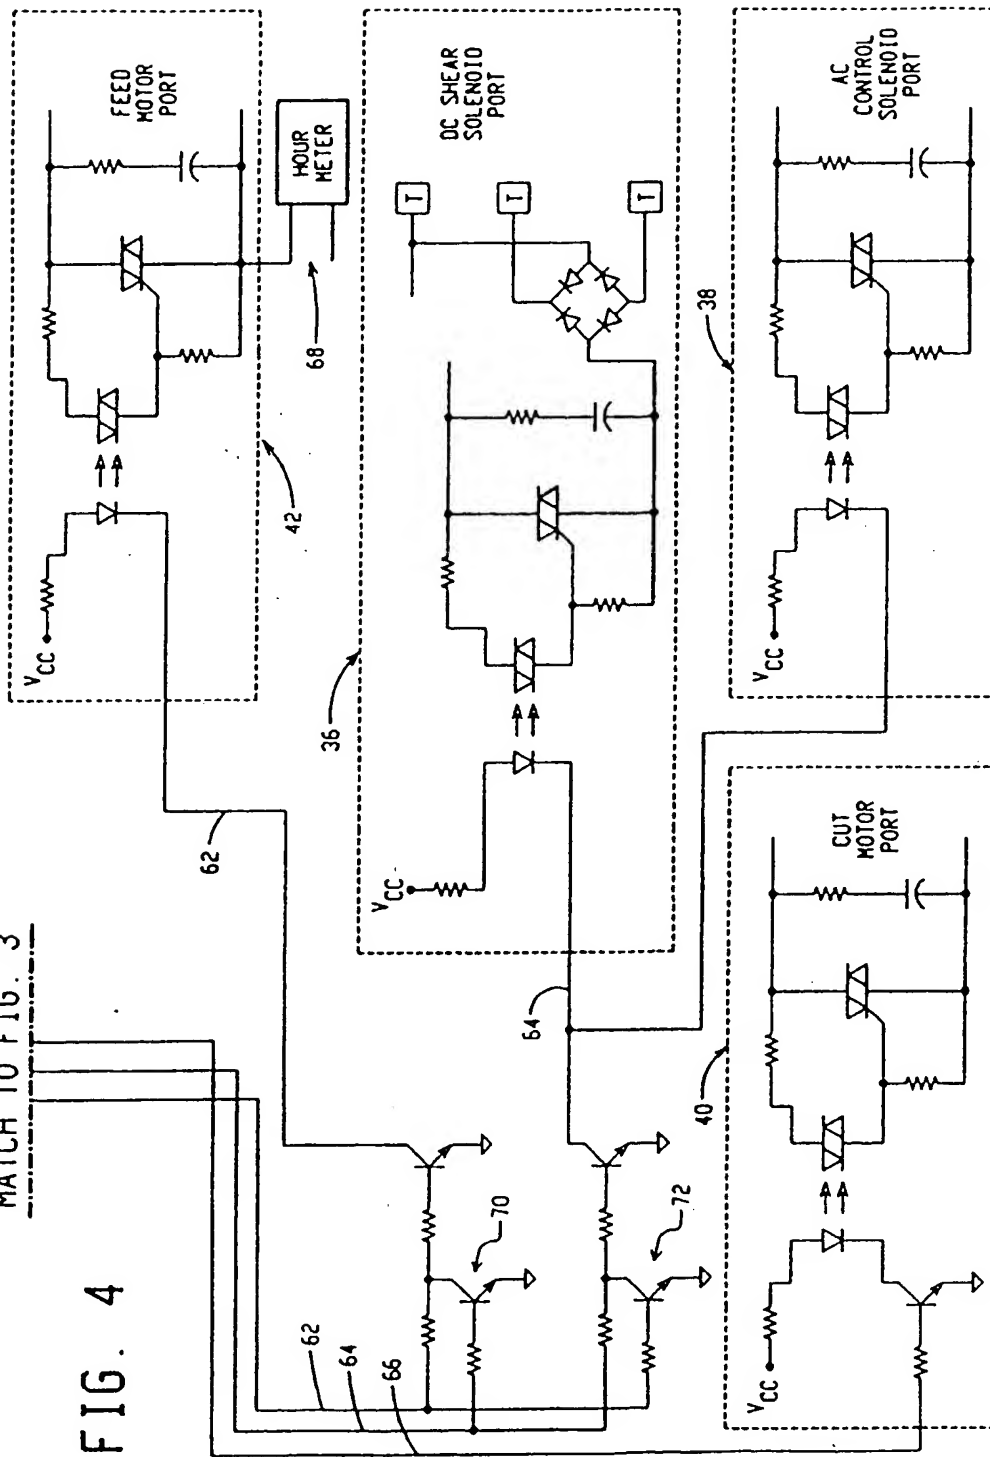 FIG. 4
MATCH TO FIG. 3
62
64
66
70
72
62
64
VCC
42
FEED
MOTOR
PORT
HOUR
METER
68
36
VCC
DC SHEAR
SOLENOID
PORT
T
T
T
38
VCC
AC
CONTROL
SOLENOID
PORT
40
VCC
CUT
MOTOR
PORT